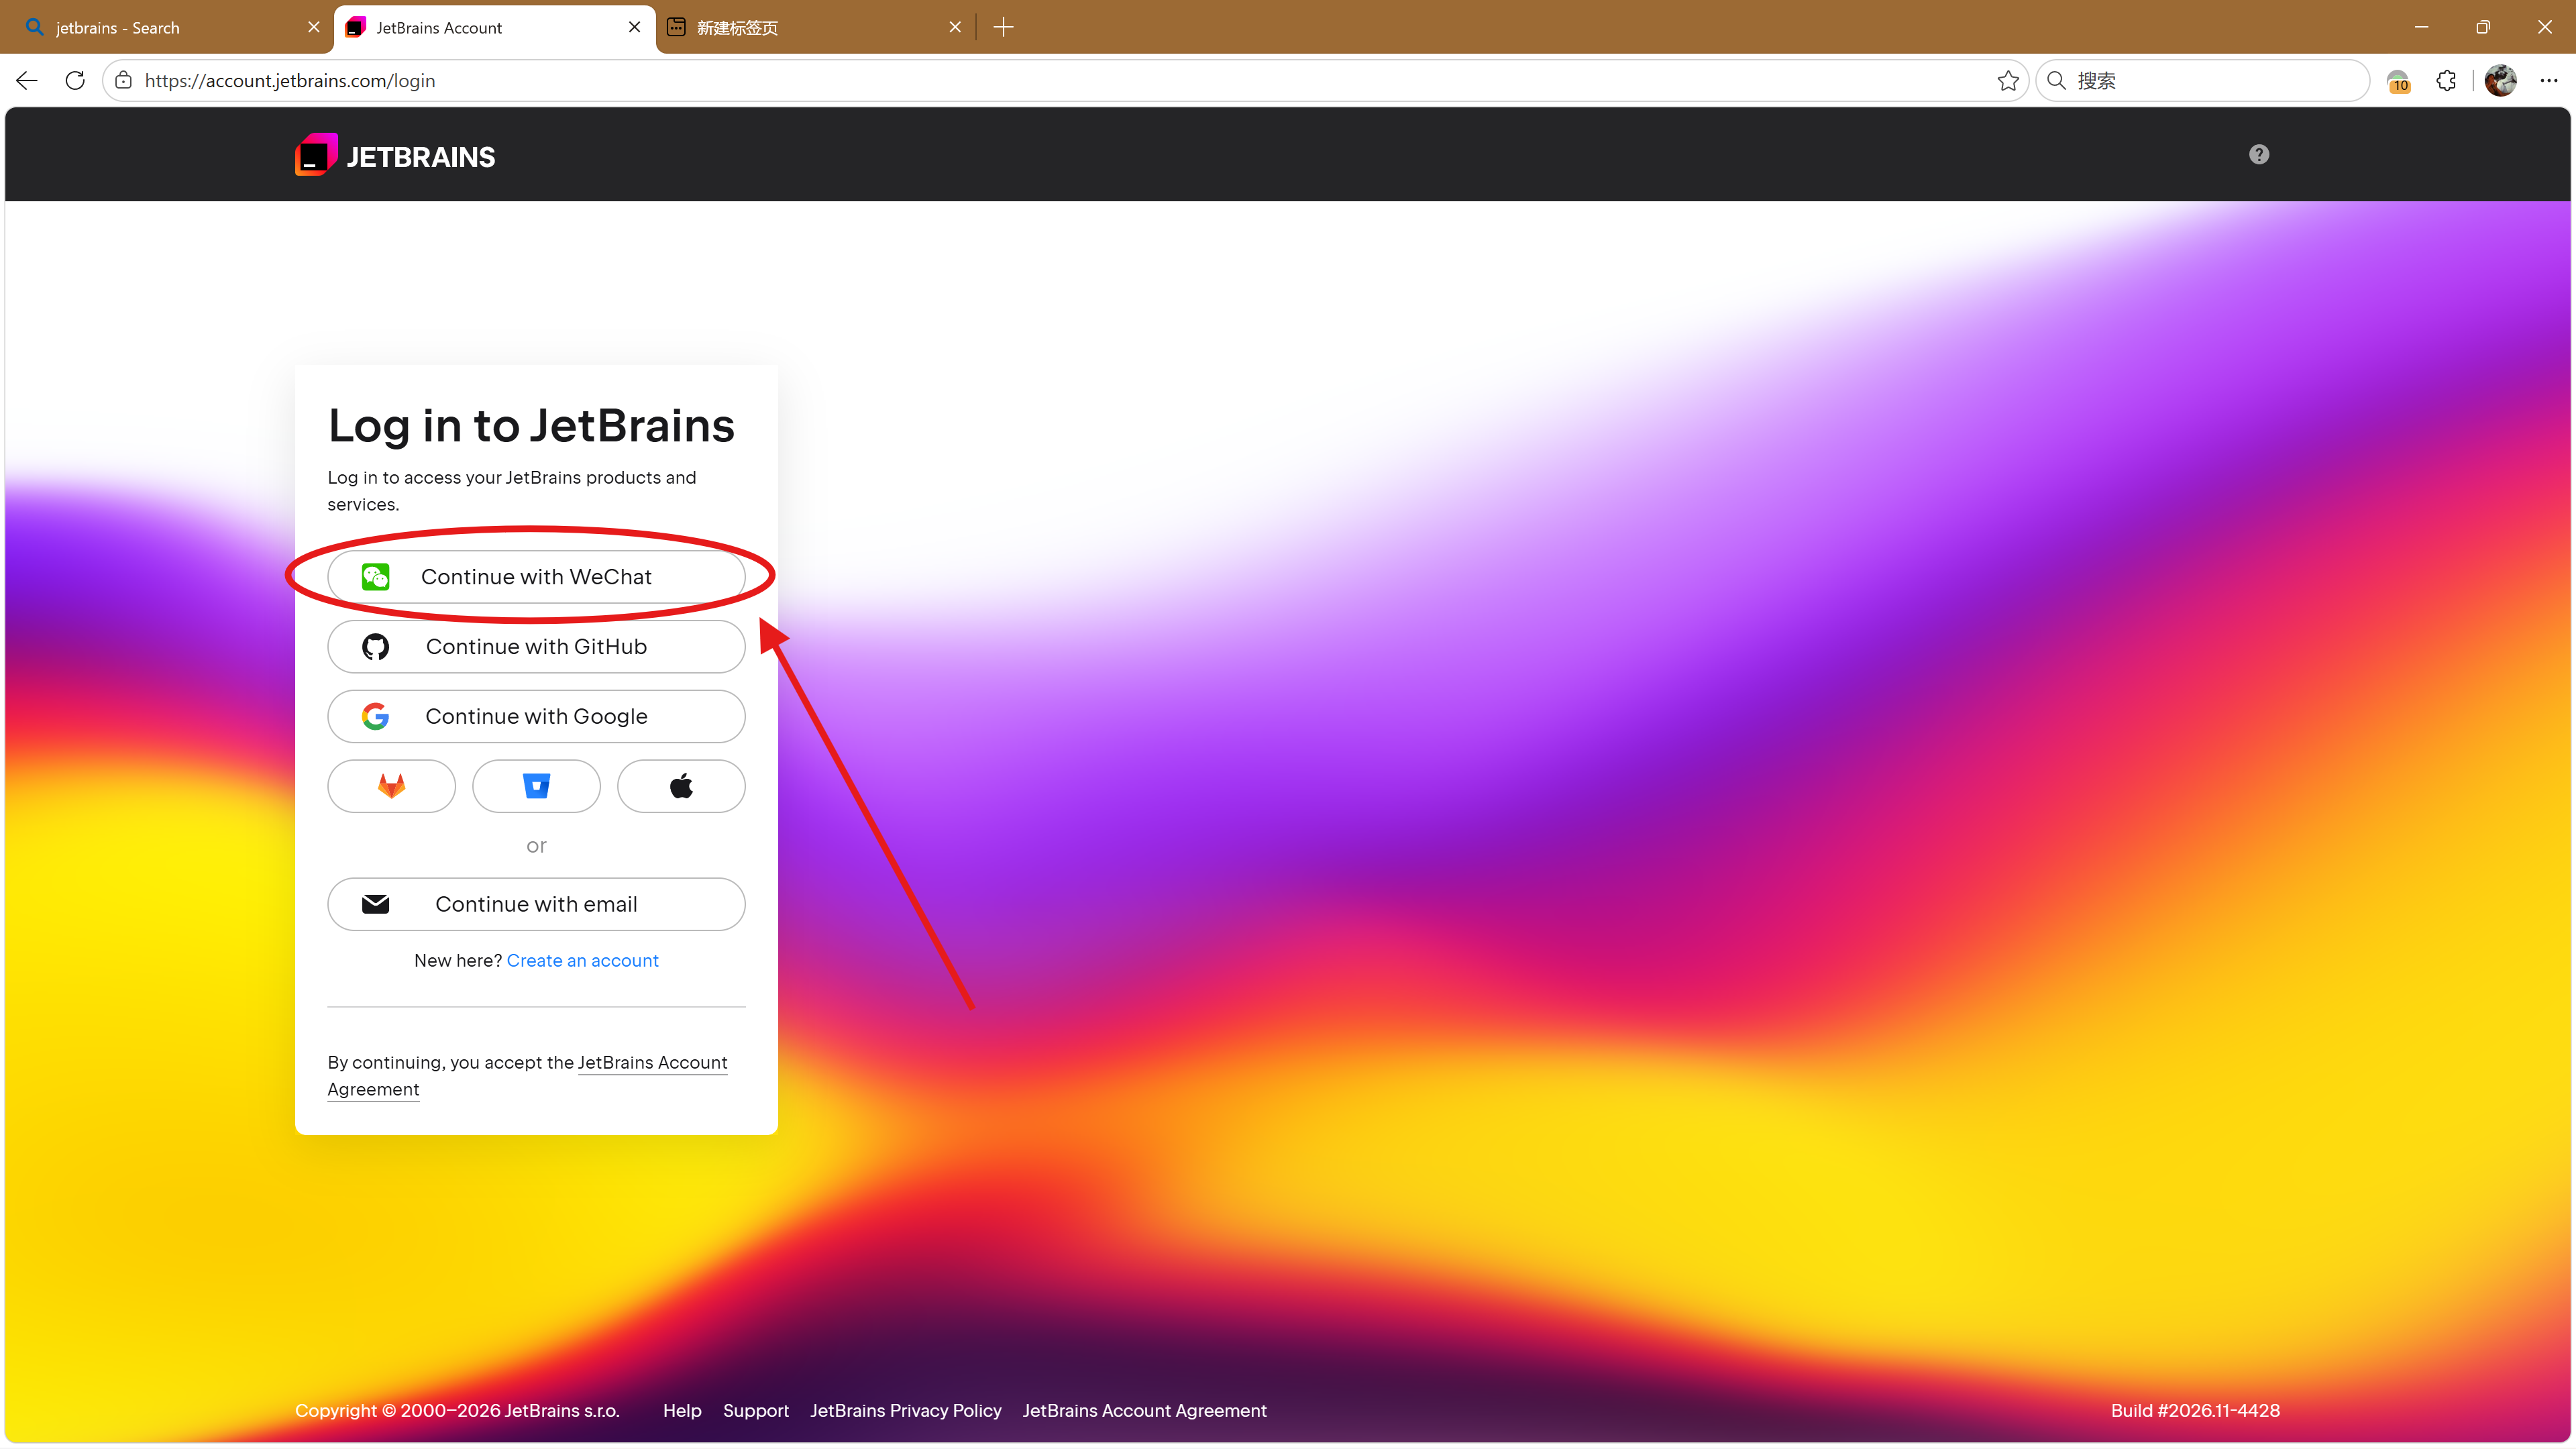 jetbrains - Search
JetBrains Account
新建标签页
https://account.jetbrains.com/login
搜索
10
JETBRAINS
Log in to JetBrains
Log in to access your JetBrains products and
services.
Continue with WeChat
Continue with GitHub
Continue with Google
or
Continue with email
New here? Create an account
By continuing, you accept the JetBrains Account
Agreement
Copyright © 2000–2026 JetBrains s.r.o.
Help
Support
JetBrains Privacy Policy
JetBrains Account Agreement
Build #2026.11-4428